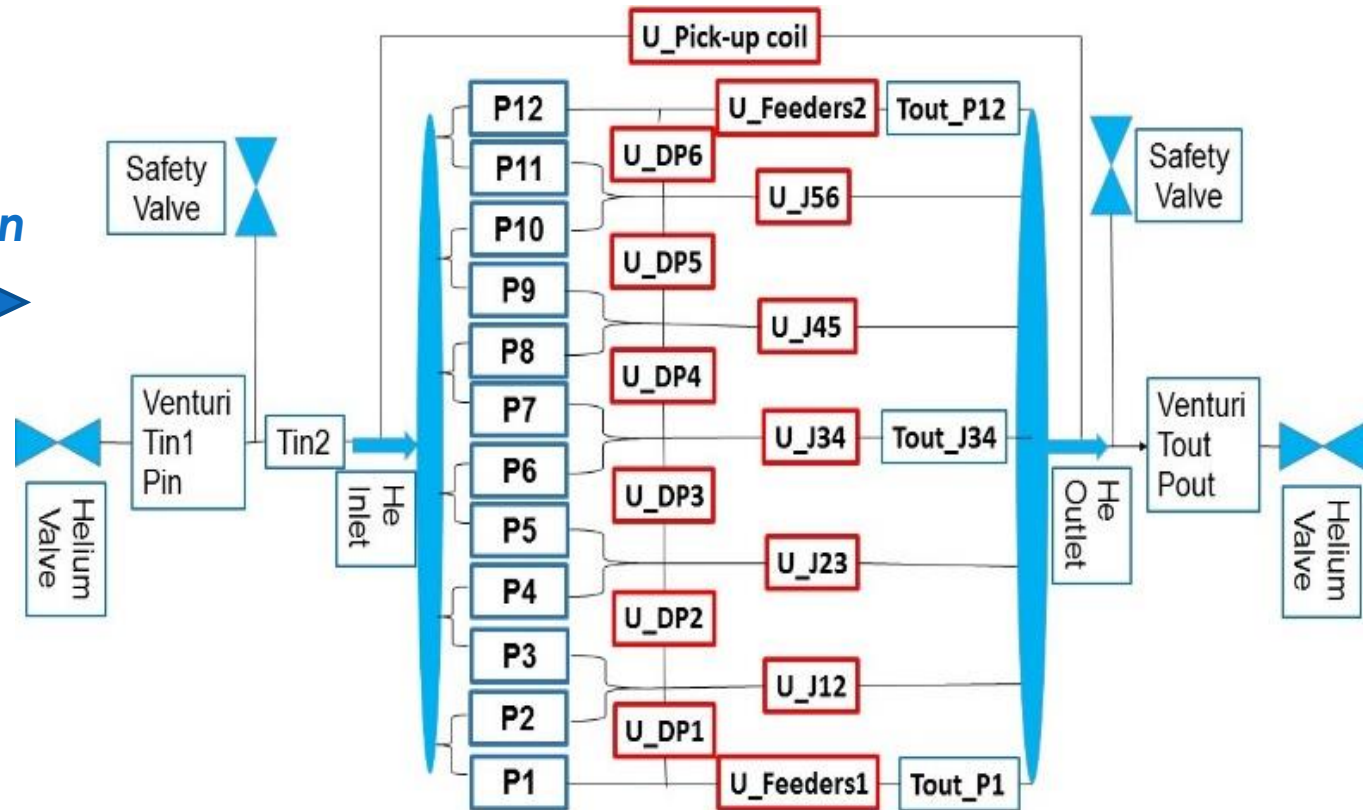 U_Pick-up coil
P12
U_Feeders2
Tout_P12
Safety
Valve
U_DP6
Safety
Valve
P11
U_J56
n
P10
U_DP5
P9
U_J45
P8
U_DP4
Venturi
Tin1
Pin
Tin2
P7
U_J34
Tout_J34
Venturi
Tout
Pout
P6
Helium
Valve
He
Inlet
U_DP3
He
Outlet
Helium
Valve
P5
U_J23
P4
U_DP2
P3
U_J12
P2
U_DP1
P1
U_Feeders1
Tout_P1